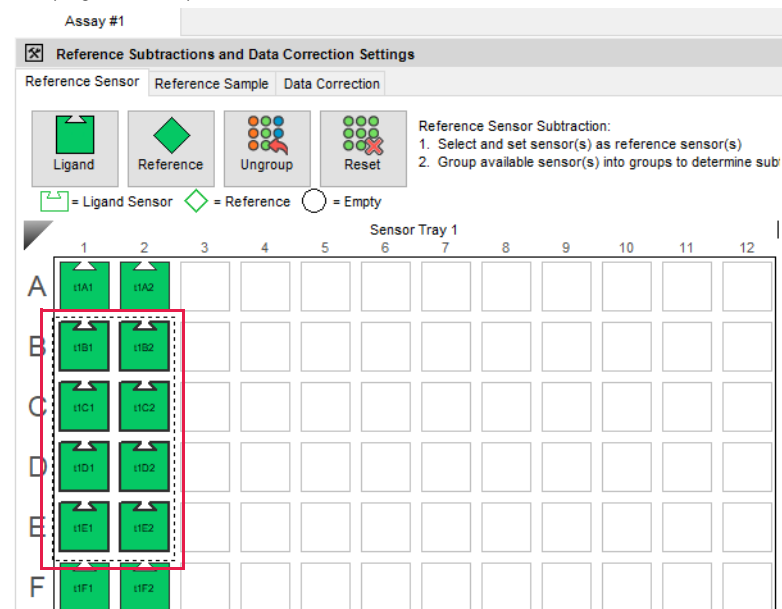 Assay #1
Reference Subtractions and Data Correction Settings
Reference Sensor Reference Sample Data Correction
Ligand Reference Ungroup Reset
Reference Sensor Subtraction:
1. Select and set sensor(s) as reference sensor(s)
2. Group available sensor(s) into groups to determine
= Ligand Sensor = Reference = Empty
Sensor Tray 1
1 2 3 4 5 6 7 8 9 10 11 12
A t1A1 t1A2
B t1B1 t1B2
C t1C1 t1C2
D t1D1 t1D2
E t1E1 t1E2
F t1F1 t1F2